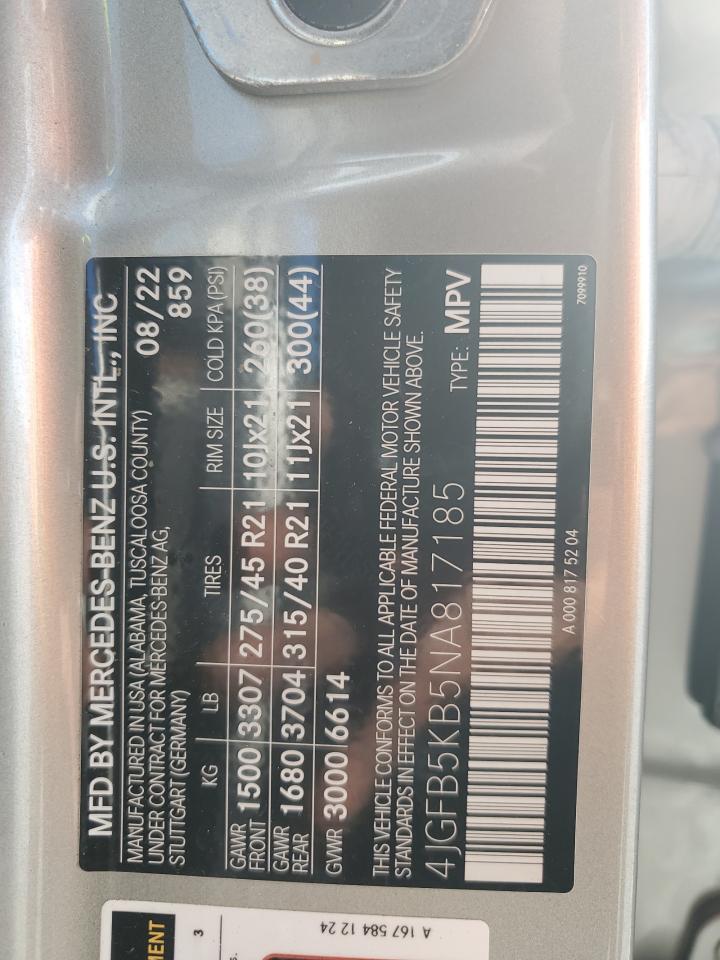 MFD BY MERCEDES-BENZ U.S. INTL., INC
MANUFACTURED IN USA (ALABAMA, TUSCALOOSA COUNTY)
UNDER CONTRACT FOR MERCEDES-BENZ AG,
STUTTGART (GERMANY)
08/22
859
KG LB TIRES RIM SIZE COLD KPA (PSI)
GAWR FRONT 1500 3307 275/45 R21 10Jx21 260(38)
GAWR REAR 1680 3704 315/40 R21 11Jx21 300(44)
GVWR 3000 6614
THIS VEHICLE CONFORMS TO ALL APPLICABLE FEDERAL MOTOR VEHICLE SAFETY
STANDARDS IN EFFECT ON THE DATE OF MANUFACTURE SHOWN ABOVE.
4JGFB5KB5NA817185 TYPE: MPV
A 000 817 52 04
7099910
A 167 584 12 24
MENT
3
s.